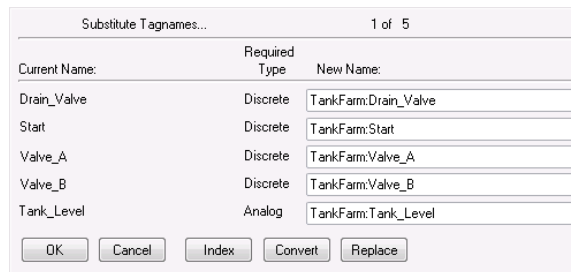 Substitute Tagnames... 1 of 5
Required
Current Name: Type New Name:
Drain_Valve Discrete TankFarm:Drain_Valve
Start Discrete TankFarm:Start
Valve_A Discrete TankFarm:Valve_A
Valve_B Discrete TankFarm:Valve_B
Tank_Level Analog TankFarm:Tank_Level
OK Cancel Index Convert Replace